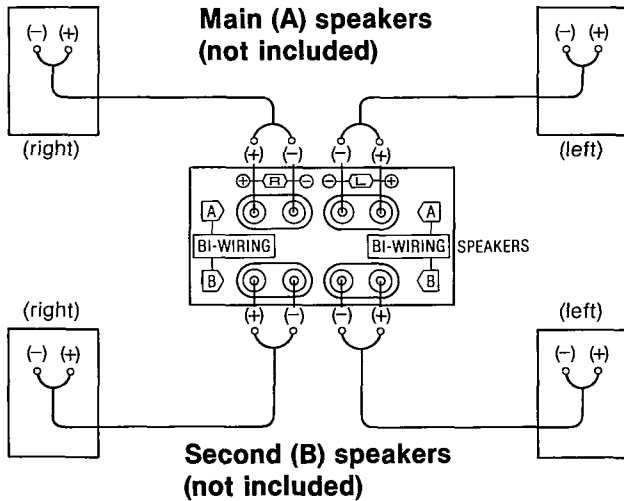 Main (A) speakers
(not included)
(−) (+)
(−) (+)
(right)
(left)
(+) (−) (−) (+)
⊕ R ⊖ ⊖ L ⊕
A
A
BI-WIRING
BI-WIRING
SPEAKERS
B
B
(+) (−) (−) (+)
(right)
(left)
(−) (+)
(−) (+)
Second (B) speakers
(not included)